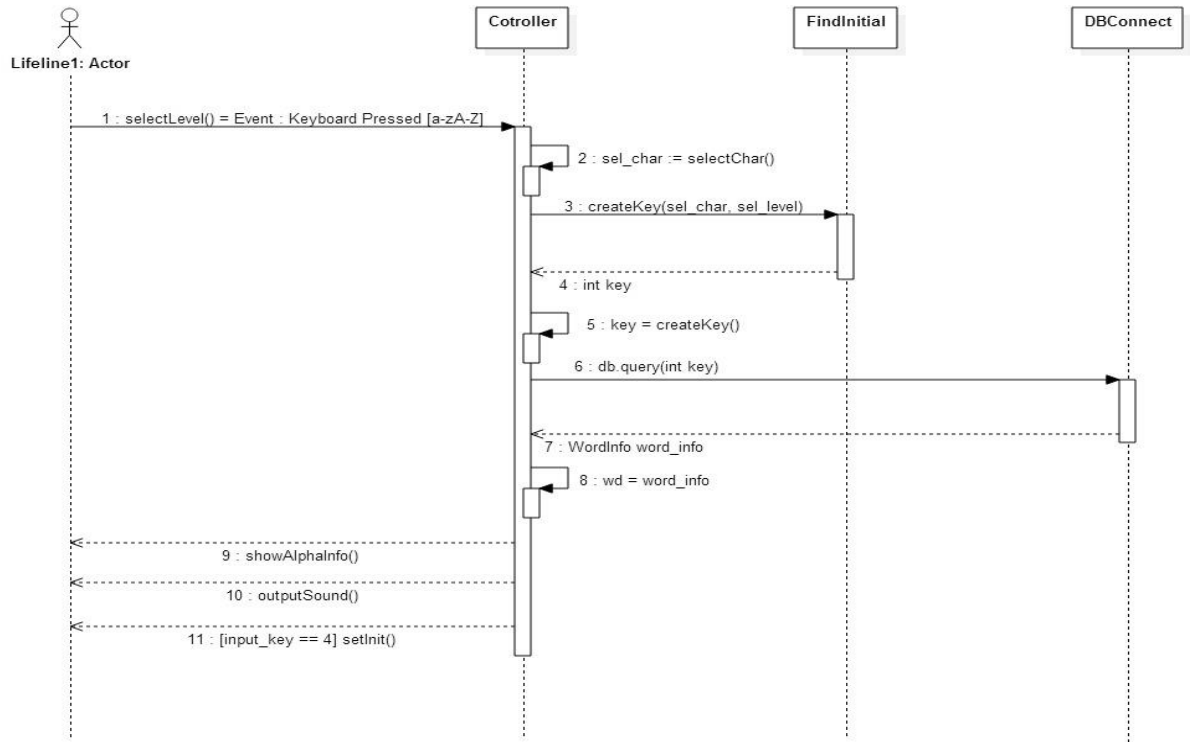 Cotroller
FindInitial
DBConnect
Lifeline1: Actor
1 : selectLevel() = Event : Keyboard Pressed [a-zA-Z]
2 : sel_char := selectChar()
3 : createKey(sel_char, sel_level)
4 : int key
5 : key = createKey()
6 : db.query(int key)
7 : WordInfo word_info
8 : wd = word_info
9 : showAlphaInfo()
10 : outputSound()
11 : [input_key == 4] setInit()